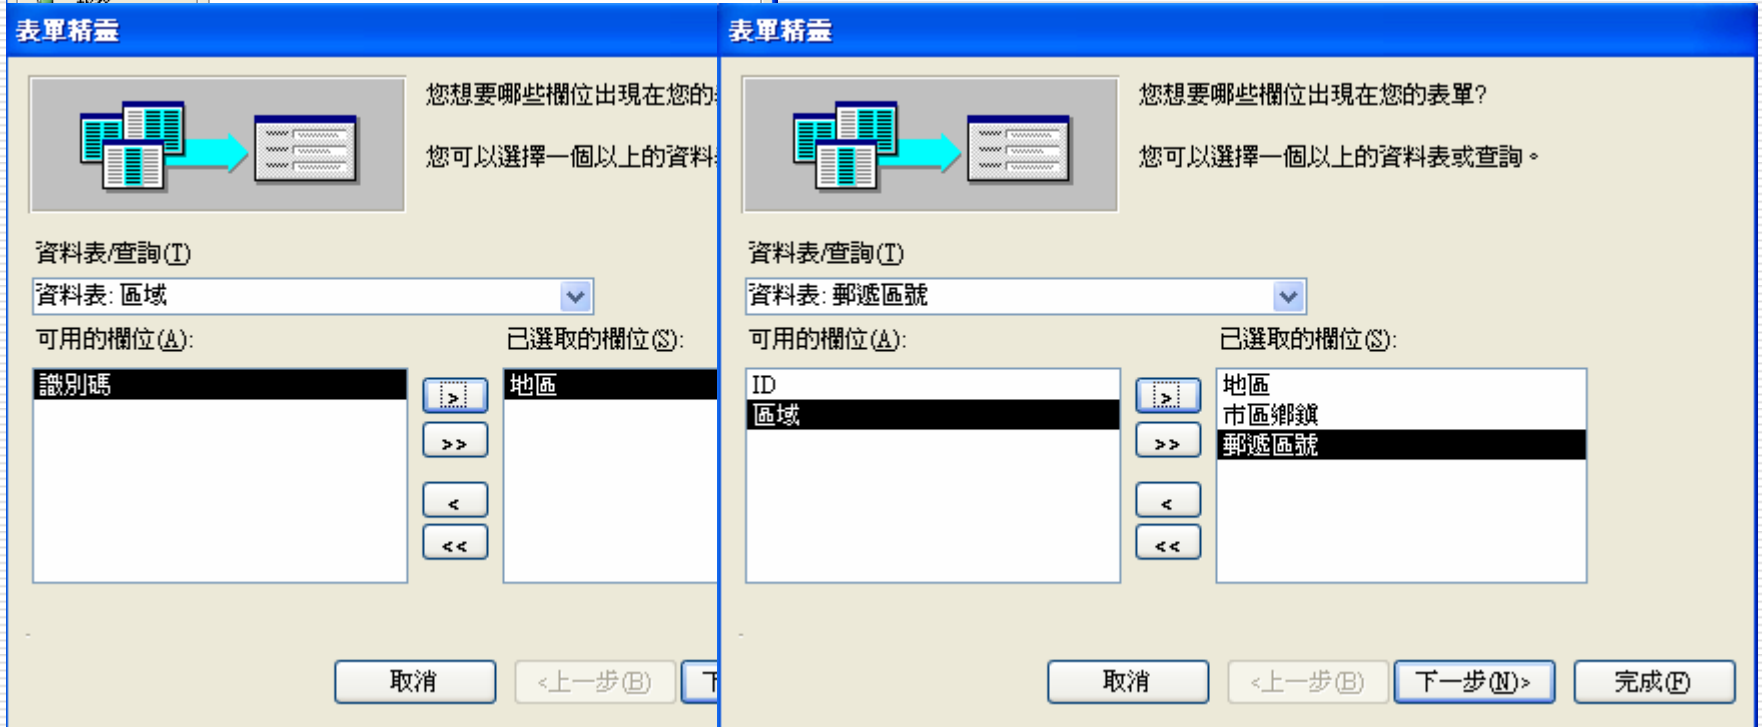 表單精靈
您想要哪些欄位出現在您的
您可以選擇一個以上的資料
資料表/查詢(T)
資料表: 區域
可用的欄位(A):
已選取的欄位(S):
識別碼
地區
>
>>
<
<<
取消
<上一步(B)
下
表單精靈
您想要哪些欄位出現在您的表單?
您可以選擇一個以上的資料表或查詢。
資料表/查詢(T)
資料表: 郵遞區號
可用的欄位(A):
已選取的欄位(S):
ID
區域
地區
市區鄉鎮
郵遞區號
>
>>
<
<<
取消
<上一步(B)
下一步(N)>
完成(F)